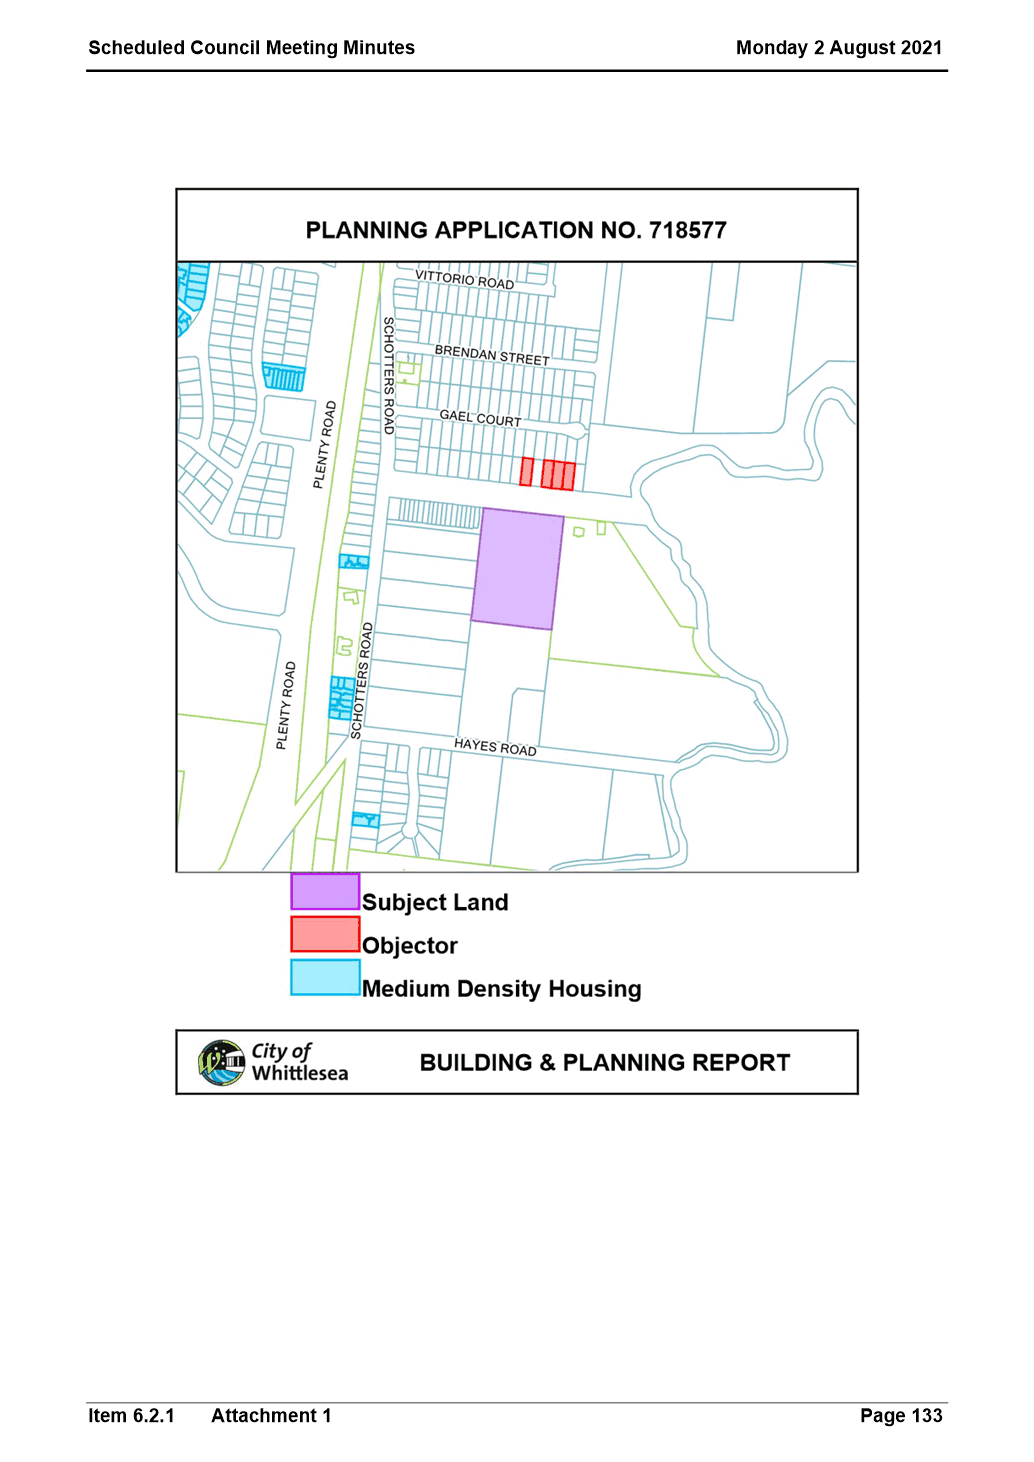 Scheduled Council Meeting Minutes Monday 2 August 2021
PLANNING APPLICATION NO. 718577
VITTORIO ROAD
SCHOTTERS ROAD
BRENDAN STREET
PLENTY ROAD
GAEL COURT
SCHOTTERS ROAD
PLENTY ROAD
HAYES ROAD
Subject Land
Objector
Medium Density Housing
City of
Whittlesea
BUILDING & PLANNING REPORT
Item 6.2.1 Attachment 1 Page 133